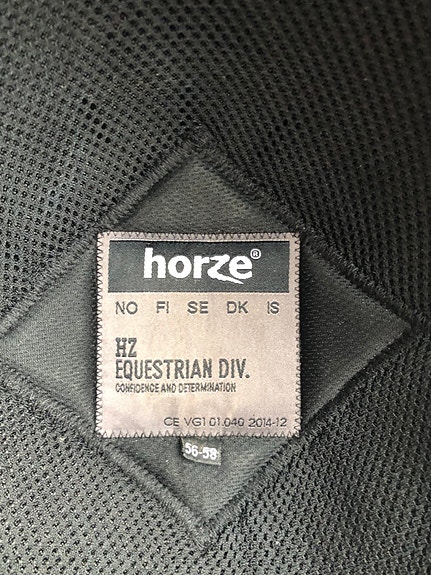 horze®
NO FI SE DK IS
HZ
EQUESTRIAN DIV.
CONFIDENCE AND DETERMINATION
CE VG1 01.040 2014-12
56-58